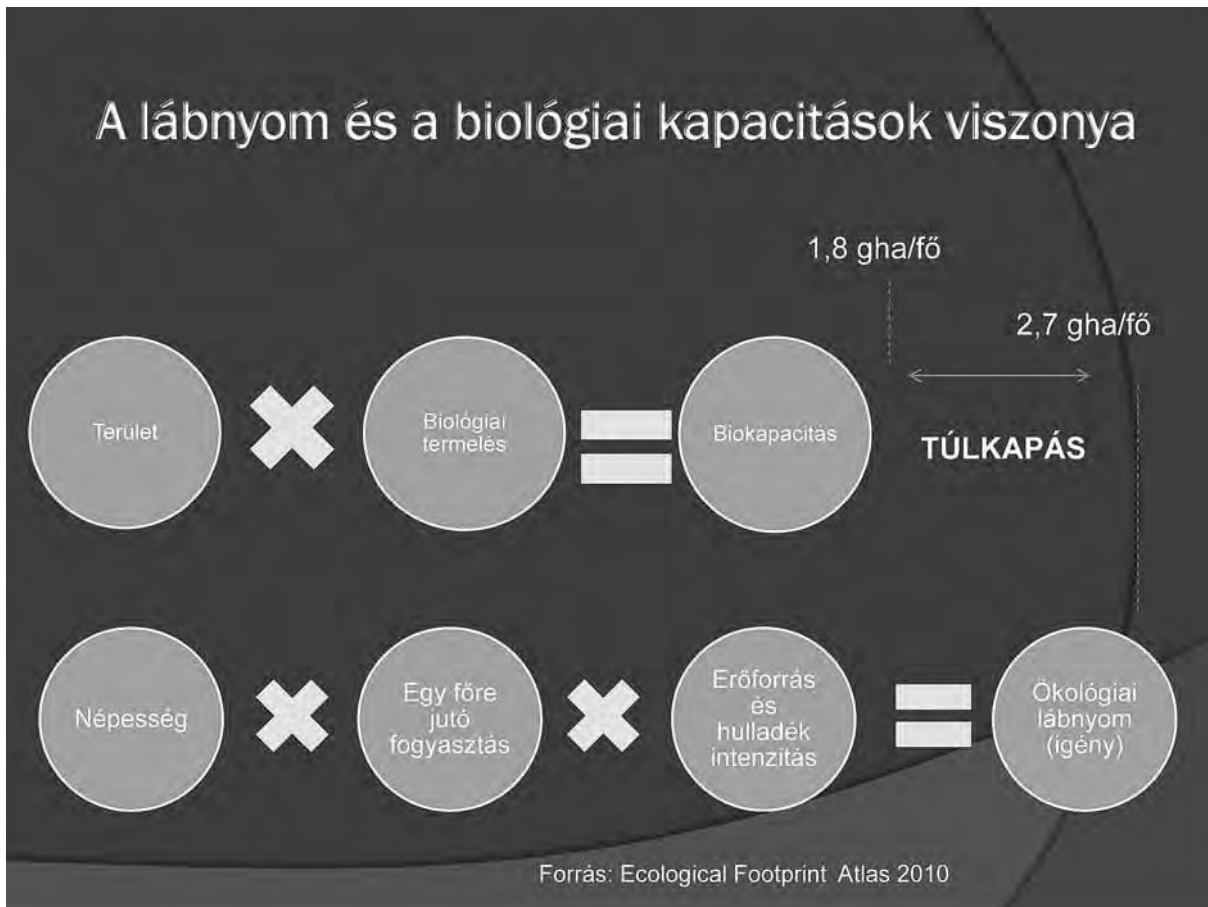 A lábnyom és a biológiai kapacitások viszonya
1,8 gha/fő
2,7 gha/fő
Terület
Biológiai
termelés
Biokapacitás
TÚLKAPÁS
Népesség
Egy főre
jutó
fogyasztás
Erőforrás
és
hulladék
intenzitás
Ökológiai
lábnyom
(igény)
Forrás: Ecological Footprint Atlas 2010